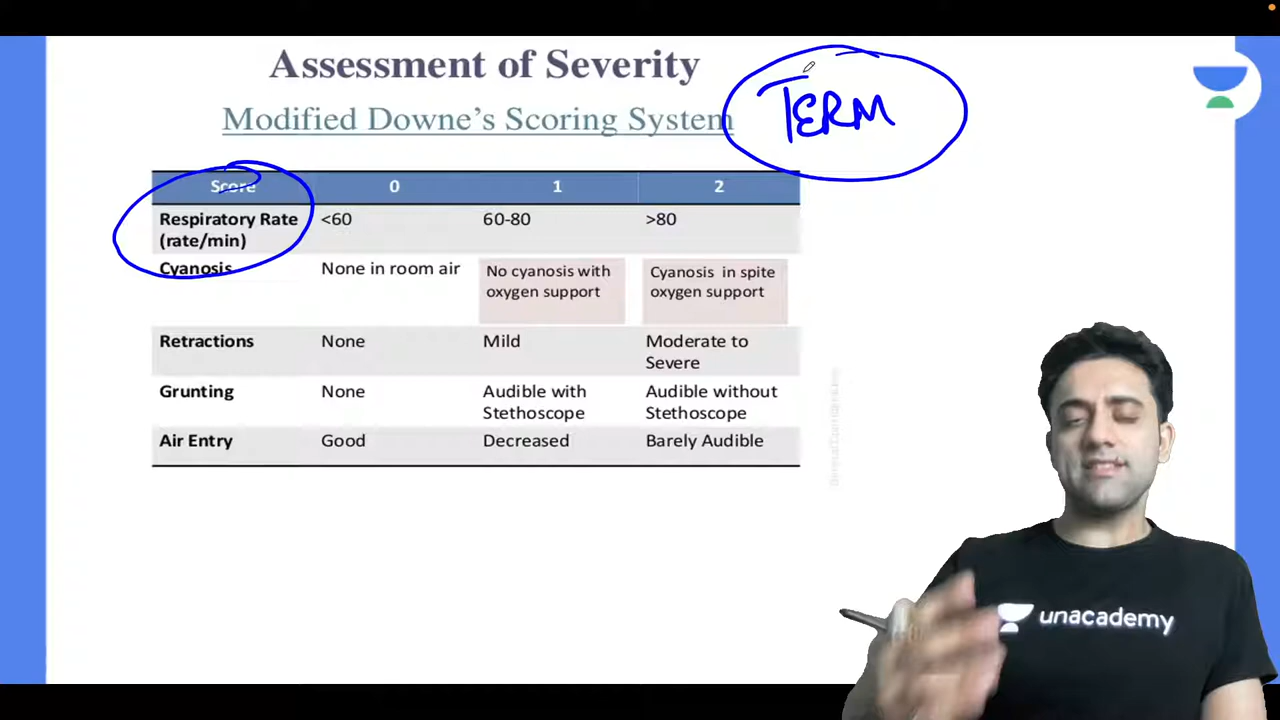 Assessment of Severity
TERM
Modified Downe's Scoring System
Score 0 1 2
Respiratory Rate (rate/min) <60 60-80 >80
Cyanosis None in room air No cyanosis with oxygen support Cyanosis in spite oxygen support
Retractions None Mild Moderate to Severe
Grunting None Audible with Stethoscope Audible without Stethoscope
Air Entry Good Decreased Barely Audible
unacademy